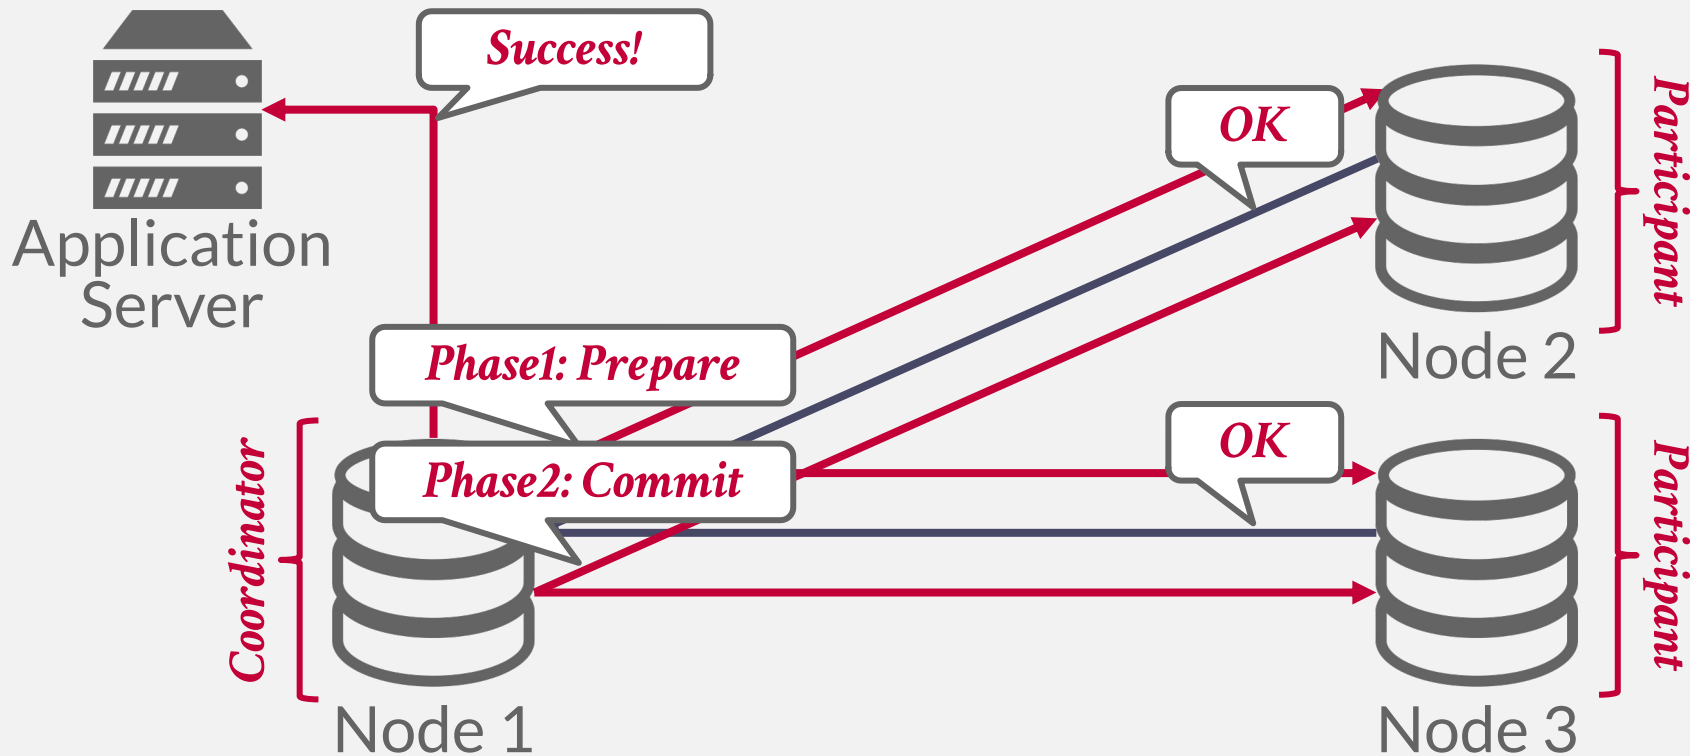 Success!
Application
Server
OK
Participant
Node 2
Phase1: Prepare
Phase2: Commit
OK
Coordinator
Participant
Node 1
Node 3